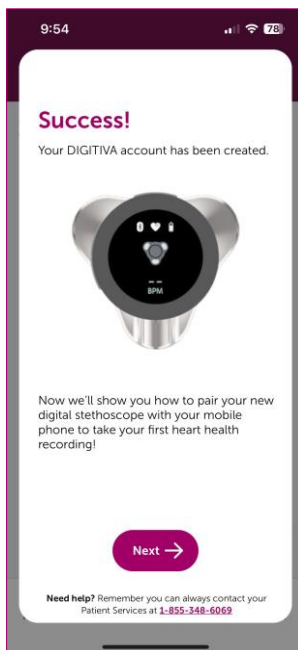 9:54
78
Success!
Your DIGITIVA account has been created.
-- --
BPM
Now we'll show you how to pair your new
digital stethoscope with your mobile
phone to take your first heart health
recording!
Next →
Need help? Remember you can always contact your
Patient Services at 1-855-348-6069